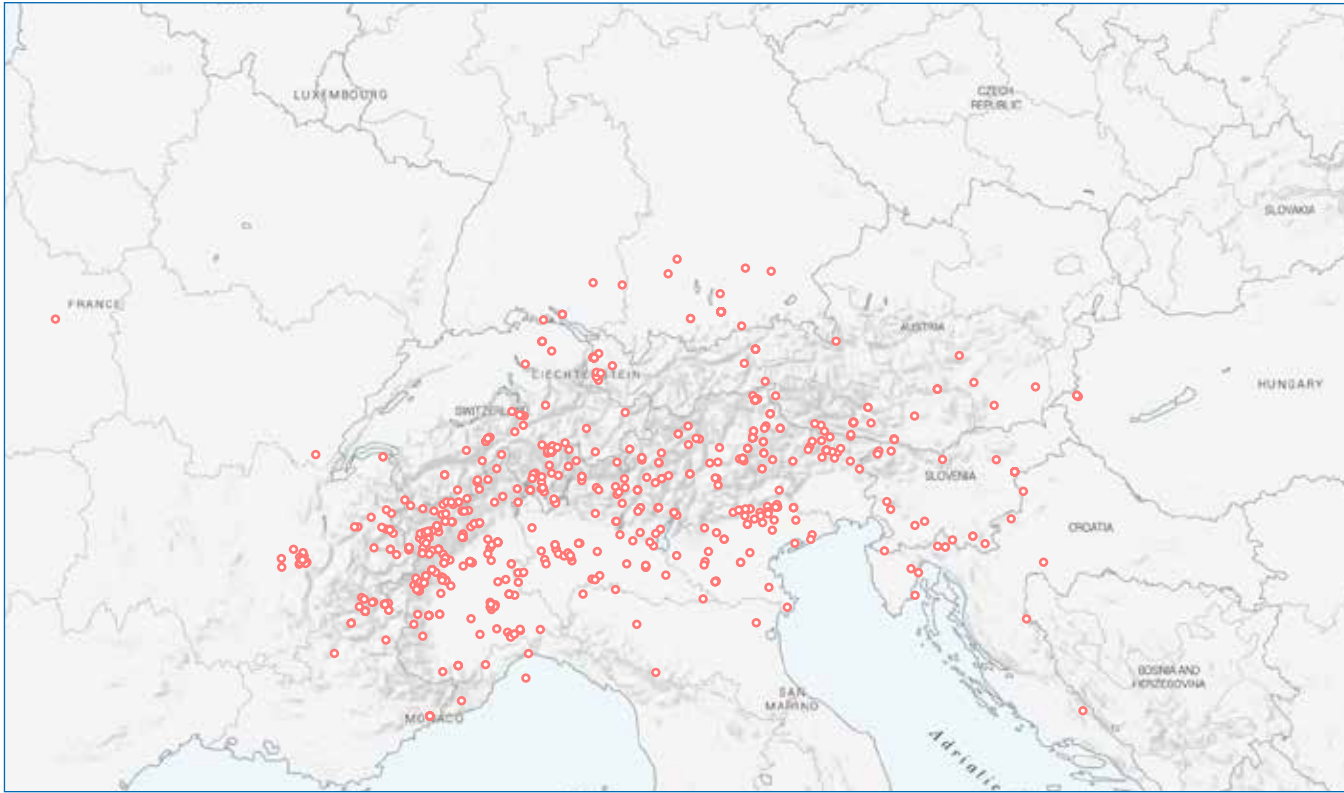 LUXEMBOURG
CZECH
REPUBLIC
SLOVAKIA
FRANCE
AUSTRIA
LIECHTENSTEIN
HUNGARY
SWITZERLAND
SLOVENIA
CROATIA
BOSNIA AND
HERZEGOVINA
SAN
MARINO
MONACO
Adriatic